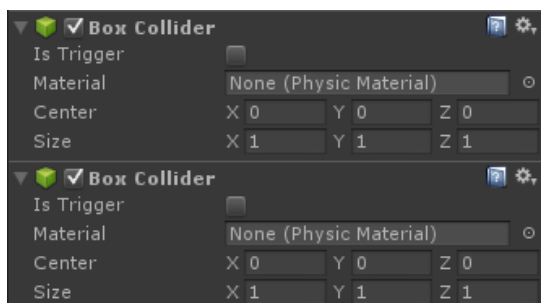 Box Collider
Is Trigger
Material None (Physic Material)
Center X 0 Y 0 Z 0
Size X 1 Y 1 Z 1
Box Collider
Is Trigger
Material None (Physic Material)
Center X 0 Y 0 Z 0
Size X 1 Y 1 Z 1